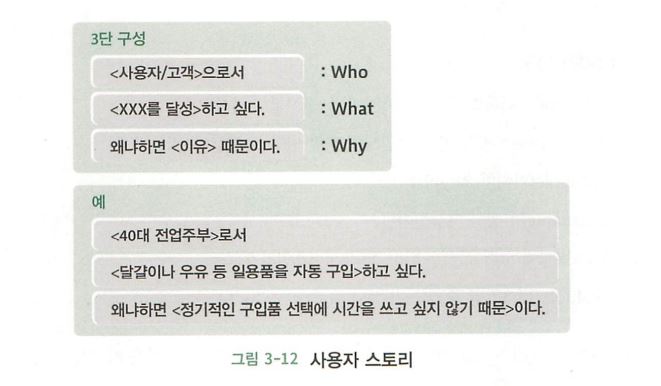 3단 구성
<사용자/고객>으로서 : Who
<XXX를 달성>하고 싶다. : What
왜냐하면 <이유> 때문이다. : Why
예
<40대 전업주부>로서
<달걀이나 우유 등 일용품을 자동 구입>하고 싶다.
왜냐하면 <정기적인 구입품 선택에 시간을 쓰고 싶지 않기 때문>이다.
그림 3-12 사용자 스토리